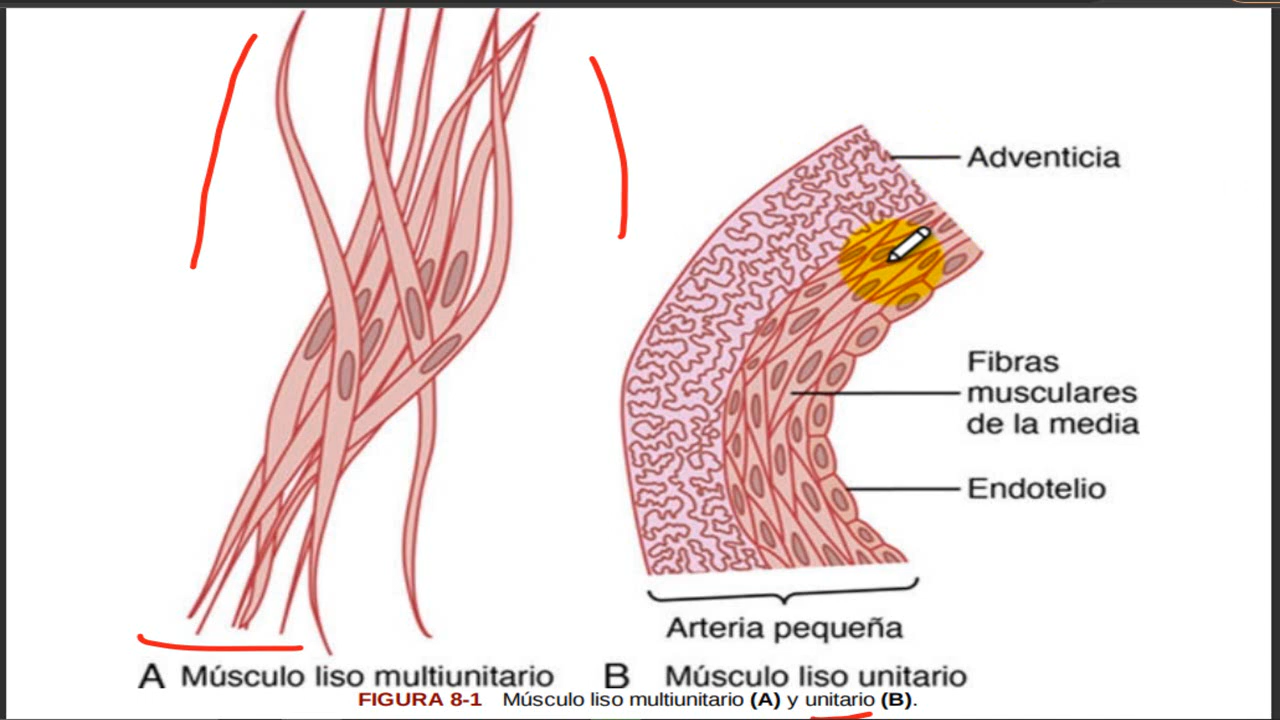 Adventicia
Fibras
musculares
de la media
Endotelio
Arteria pequeña
A Músculo liso multiunitario
B Músculo liso unitario
FIGURA 8-1 Músculo liso multiunitario (A) y unitario (B).